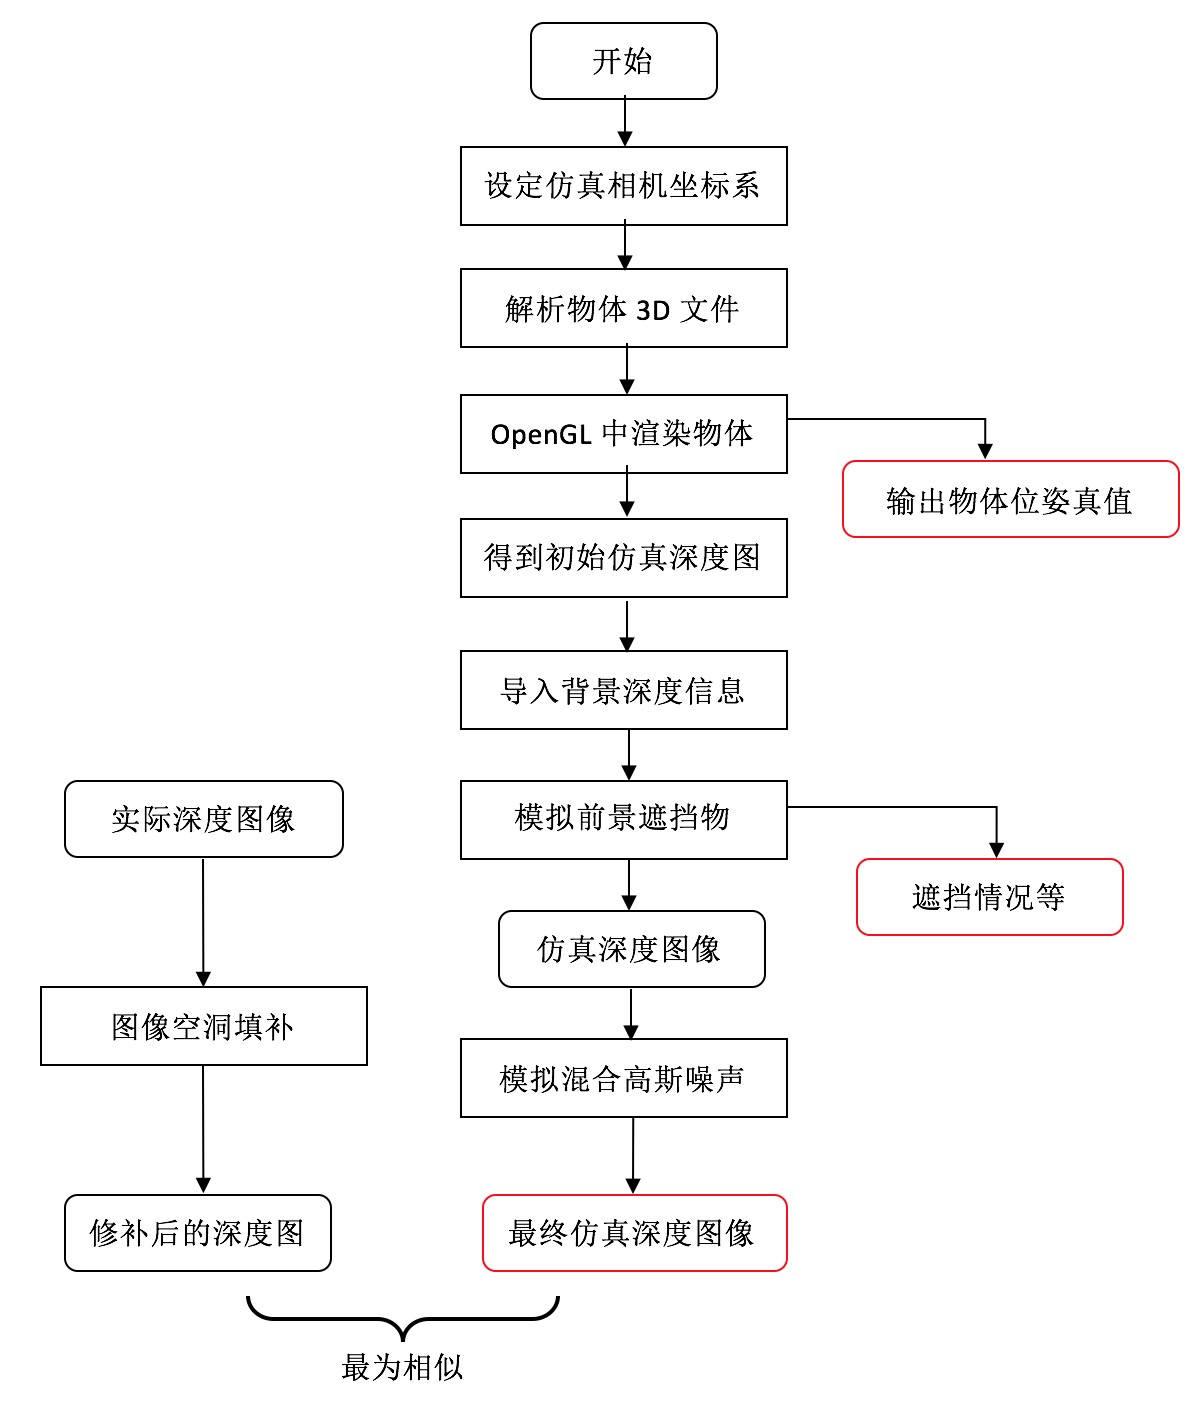 开始
设定仿真相机坐标系
解析物体 3D 文件
OpenGL 中渲染物体
输出物体位姿真值
得到初始仿真深度图
导入背景深度信息
模拟前景遮挡物
遮挡情况等
仿真深度图像
模拟混合高斯噪声
最终仿真深度图像
实际深度图像
图像空洞填补
修补后的深度图
最为相似